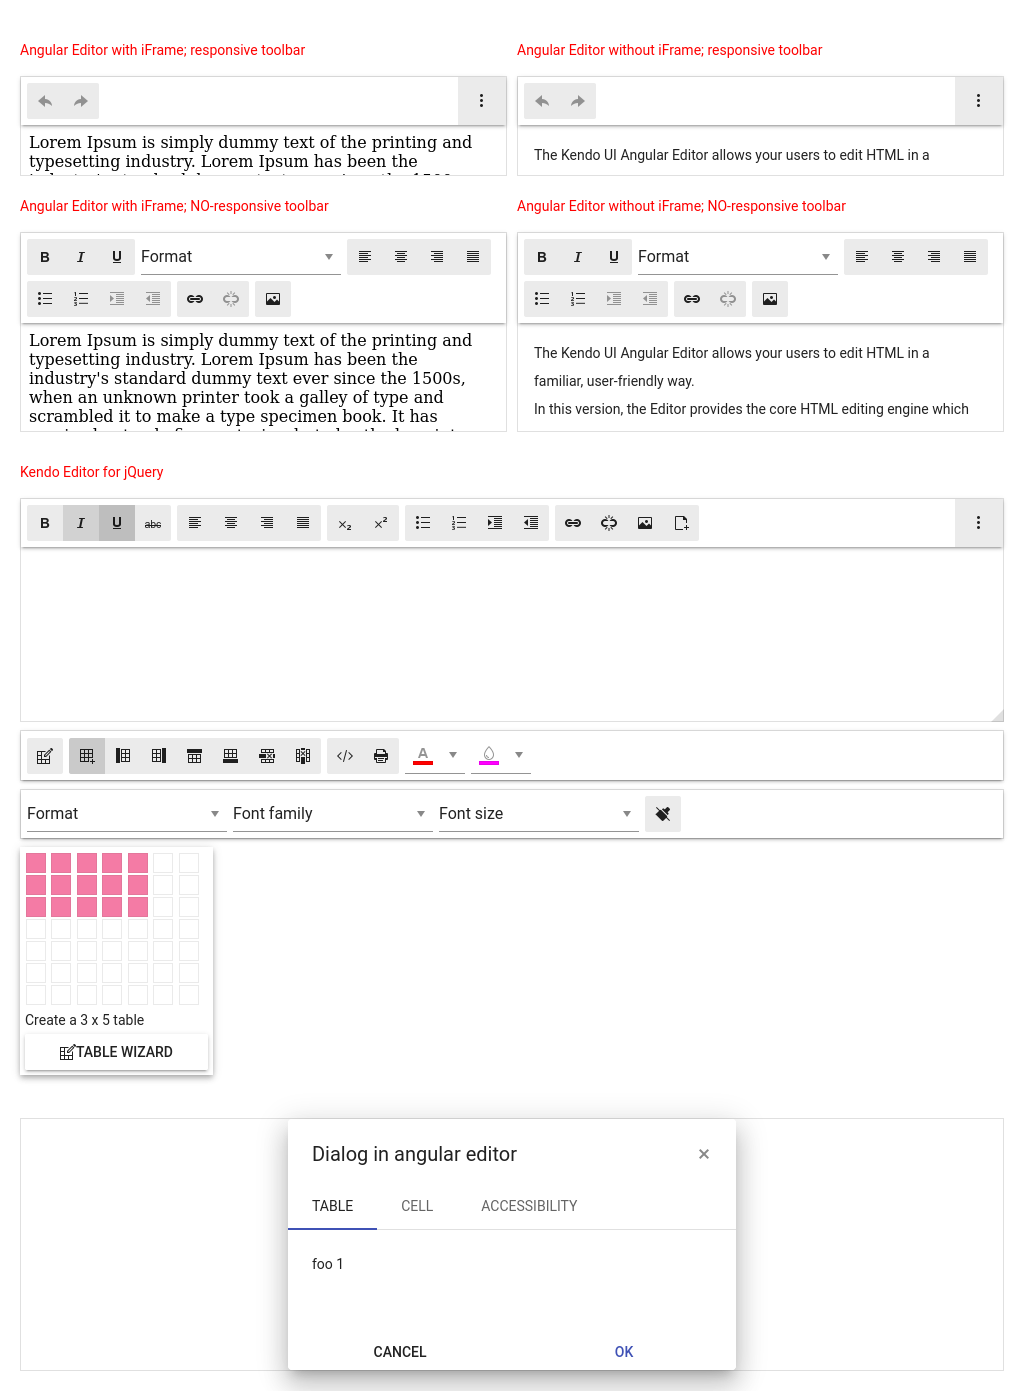 Angular Editor with iFrame; responsive toolbar
Angular Editor without iFrame; responsive toolbar
Lorem Ipsum is simply dummy text of the printing and
typesetting industry. Lorem Ipsum has been the
The Kendo UI Angular Editor allows your users to edit HTML in a
Angular Editor with iFrame; NO-responsive toolbar
Angular Editor without iFrame; NO-responsive toolbar
B I U Format
B I U Format
Lorem Ipsum is simply dummy text of the printing and
typesetting industry. Lorem Ipsum has been the
industry's standard dummy text ever since the 1500s,
when an unknown printer took a galley of type and
scrambled it to make a type specimen book. It has
The Kendo UI Angular Editor allows your users to edit HTML in a
familiar, user-friendly way.
In this version, the Editor provides the core HTML editing engine which
Kendo Editor for jQuery
B I U abc x₂ x²
A
Format Font family Font size
Create a 3 x 5 table
TABLE WIZARD
Dialog in angular editor
TABLE CELL ACCESSIBILITY
foo 1
CANCEL OK